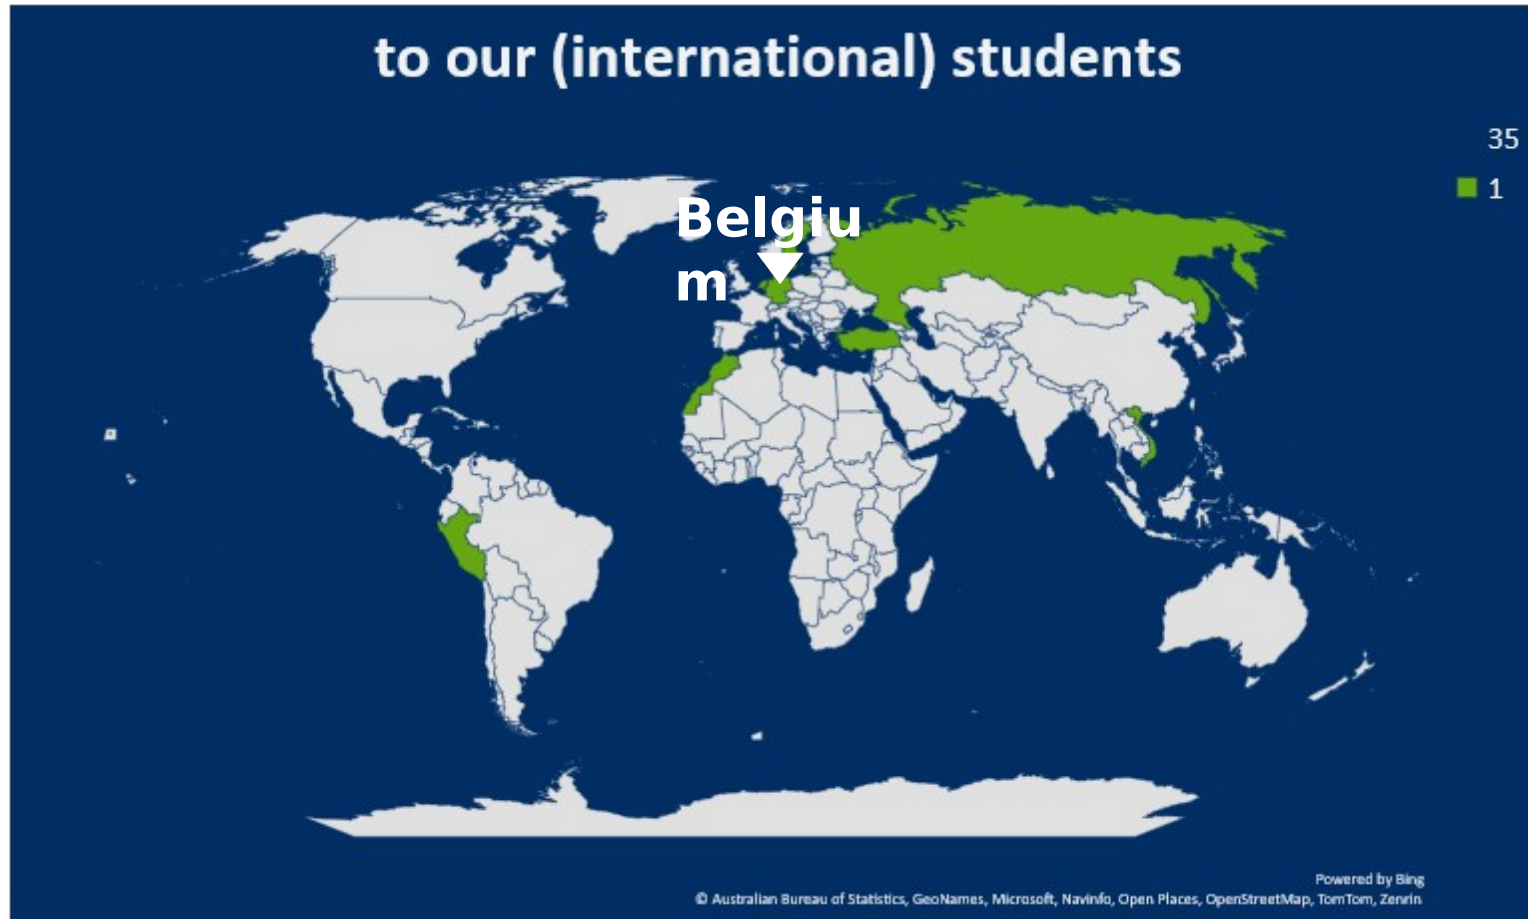 to our (international) students
35
1
Belgiu
m
Powered by Bing
© Australian Bureau of Statistics, GeoNames, Microsoft, Navinfo, Open Places, OpenStreetMap, TomTom, Zenrin